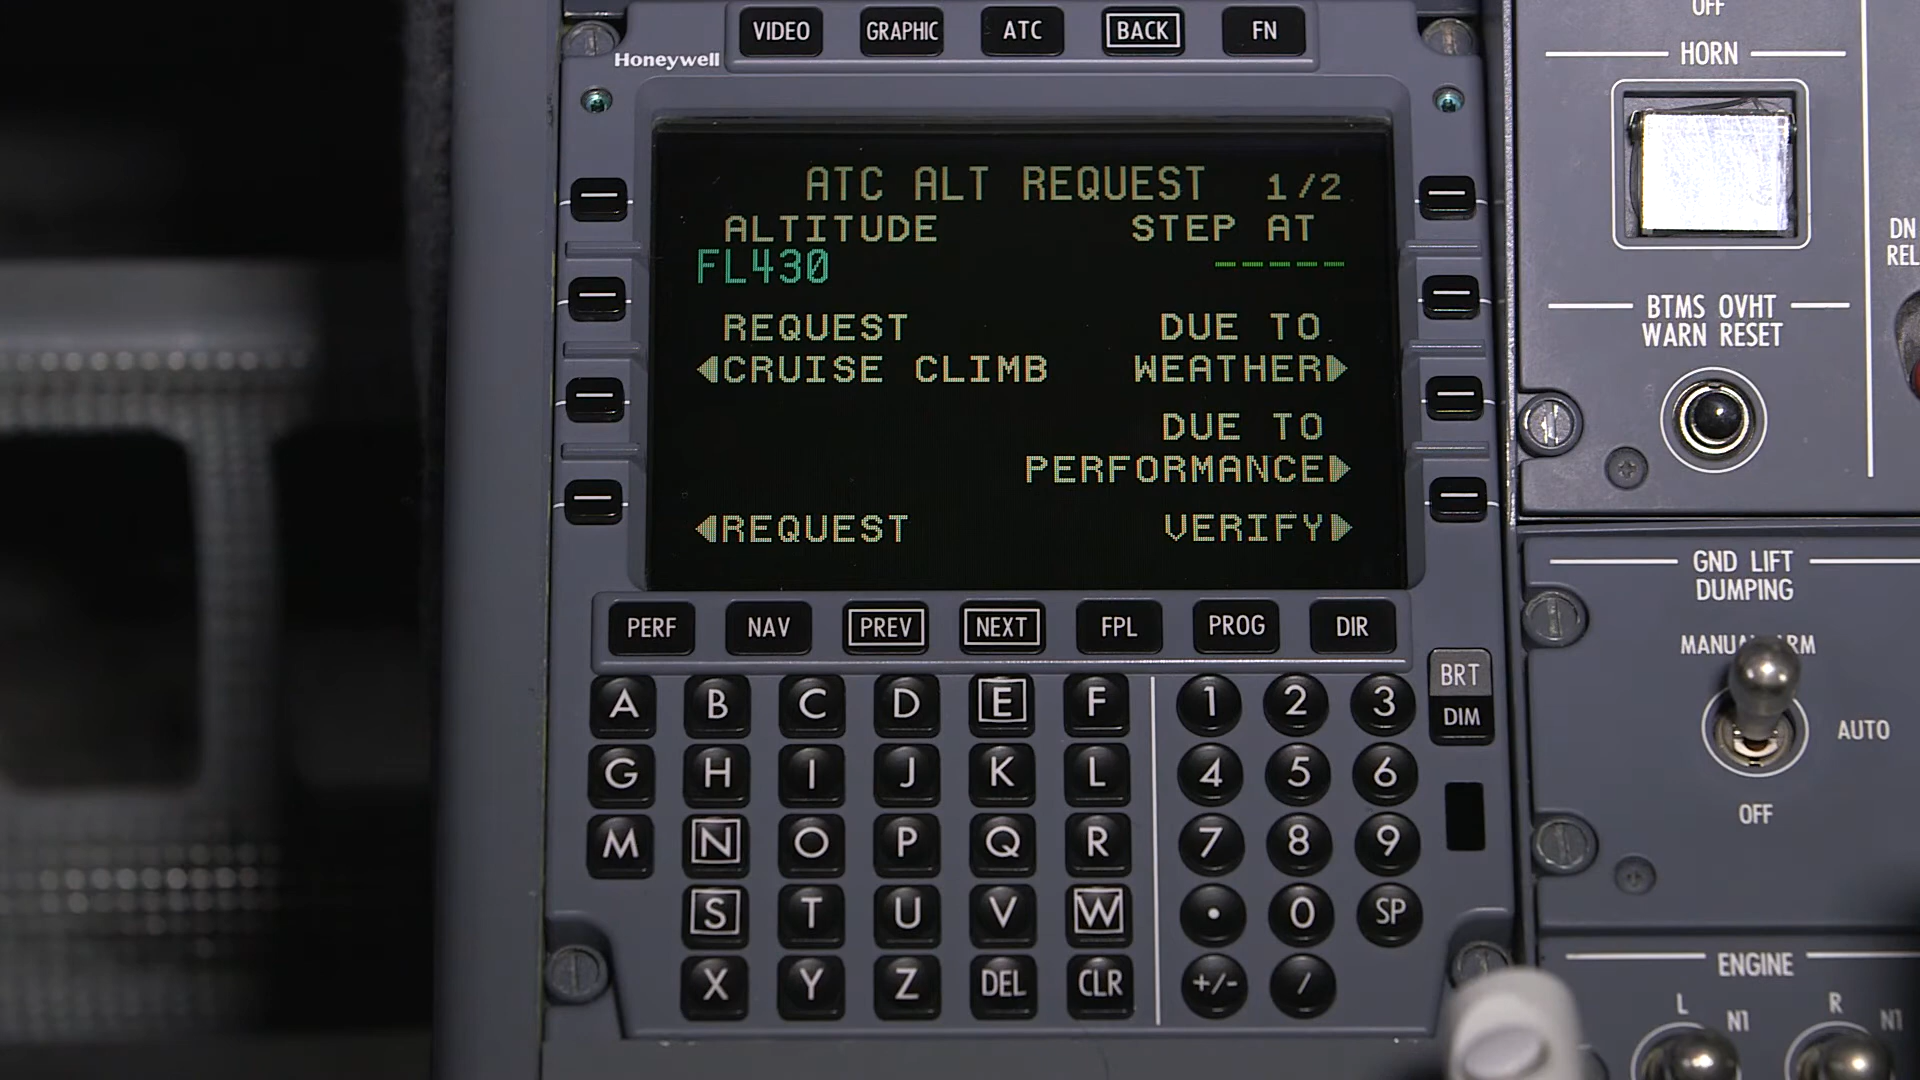 VIDEO GRAPHIC ATC BACK FN
Honeywell
ATC ALT REQUEST 1/2
ALTITUDE STEP AT
FL430 -----
REQUEST DUE TO
CRUISE CLIMB WEATHER
DUE TO
PERFORMANCE
REQUEST VERIFY
PERF NAV PREV NEXT FPL PROG DIR
BRT
DIM
A B C D E F 1 2 3
G H I J K L 4 5 6
M N O P Q R 7 8 9
S T U V W . 0 SP
X Y Z DEL CLR +/- /
OFF
HORN
DN
REL
BTMS OVHT
WARN RESET
GND LIFT
DUMPING
AUTO
OFF
ENGINE
L R
N1 N1